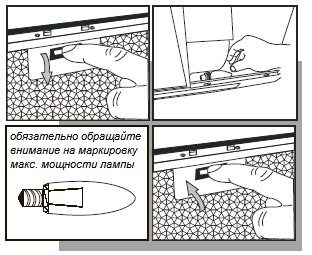 обязательно обращайте
внимание на маркировку
макс. мощности лампы